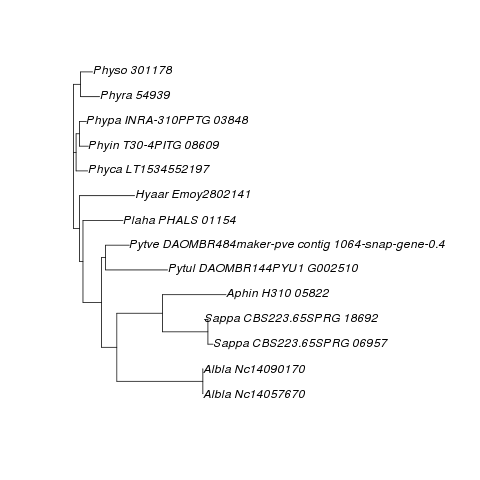 Physo 301178
Phyra 54939
Phypa INRA-310PPTG 03848
Phyin T30-4PITG 08609
Phyca LT1534552197
Hyaar Emoy2802141
Plaha PHALS 01154
Pytve DAOMBR484maker-pve contig 1064-snap-gene-0.4
Pytul DAOMBR144PYU1 G002510
Aphin H310 05822
Sappa CBS223.65SPRG 18692
Sappa CBS223.65SPRG 06957
Albla Nc14090170
Albla Nc14057670